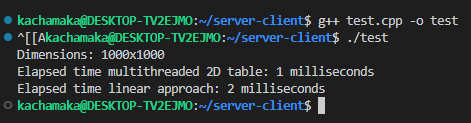 kachamaka@DESKTOP-TV2EJMO:~/server-client$ g++ test.cpp -o test
^[[Akachamaka@DESKTOP-TV2EJMO:~/server-client$ ./test
Dimensions: 1000x1000
Elapsed time multithreaded 2D table: 1 milliseconds
Elapsed time linear approach: 2 milliseconds
kachamaka@DESKTOP-TV2EJMO:~/server-client$